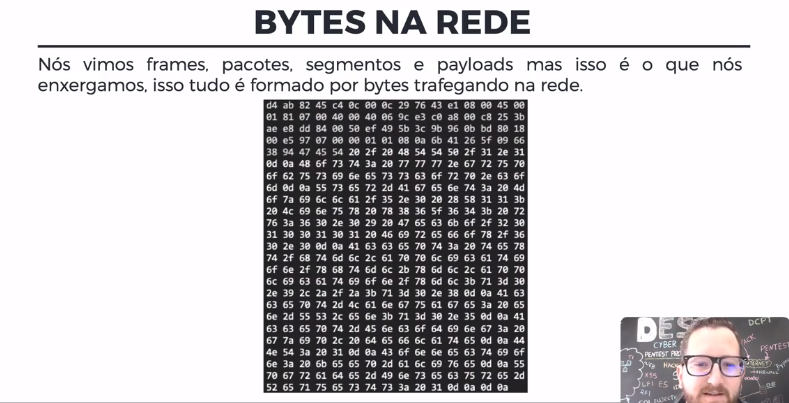 BYTES NA REDE
Nós vimos frames, pacotes, segmentos e payloads mas isso é o que nós
enxergamos, isso tudo é formado por bytes trafegando na rede.
d4 ab 82 45 c4 0c 00 0c 29 76 43 e1 08 00 45 00
01 81 07 00 40 00 40 06 9c e3 c0 a8 00 c8 25 3b
ae e8 dd 84 00 50 ef 49 5b 3c 9b 96 0b bd 80 18
00 e5 97 07 00 00 01 01 08 0a 6b 41 26 5f 09 66
38 94 47 45 54 20 2f 20 48 54 54 50 2f 31 2e 31
0d 0a 48 6f 73 74 3a 20 77 77 77 2e 67 72 75 70
6f 62 75 73 69 6e 65 73 73 63 6f 72 70 2e 63 6f
6d 0d 0a 55 73 65 72 2d 41 67 65 6e 74 3a 20 4d
6f 7a 69 6c 6c 61 2f 35 2e 30 20 28 58 31 31 3b
20 4c 69 6e 75 78 20 78 38 36 5f 36 34 3b 20 72
76 3a 36 30 2e 30 29 20 47 65 63 6b 6f 2f 32 30
31 30 30 31 30 31 20 46 69 72 65 66 6f 78 2f 36
30 2e 30 0d 0a 41 63 63 65 70 74 3a 20 74 65 78
74 2f 68 74 6d 6c 2c 61 70 70 6c 69 63 61 74 69
6f 6e 2f 78 68 74 6d 6c 2b 78 6d 6c 2c 61 70 70
6c 69 63 61 74 69 6f 6e 2f 78 6d 6c 3b 71 3d 30
2e 39 2c 2a 2f 2a 3b 71 3d 30 2e 38 0d 0a 41 63
63 65 70 74 2d 4c 61 6e 67 75 61 67 65 3a 20 65
6e 2d 55 53 2c 65 6e 3b 71 3d 30 2e 35 0d 0a 41
63 63 65 70 74 2d 45 6e 63 6f 64 69 6e 67 3a 20
67 7a 69 70 2c 20 64 65 66 6c 61 74 65 0d 0a 44
4e 54 3a 20 31 0d 0a 43 6f 6e 6e 65 63 74 69 6f
6e 3a 20 6b 65 65 70 2d 61 6c 69 76 65 0d 0a 55
70 67 72 61 64 65 2d 49 6e 73 65 63 75 72 65 2d
52 65 71 75 65 73 74 73 3a 20 31 0d 0a 0d 0a
DES
DCPT
CYBER
PENTEST
XSS
LFI